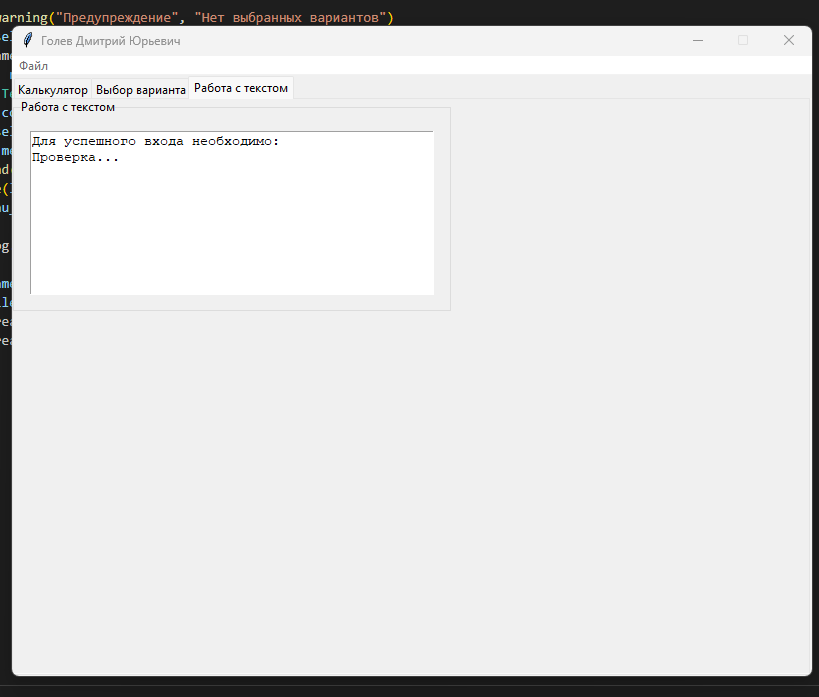 warning("Предупреждение", "Нет выбранных вариантов")
Голев Дмитрий Юрьевич
Файл
Калькулятор Выбор варианта Работа с текстом
Работа с текстом
Для успешного входа необходимо:
Проверка...